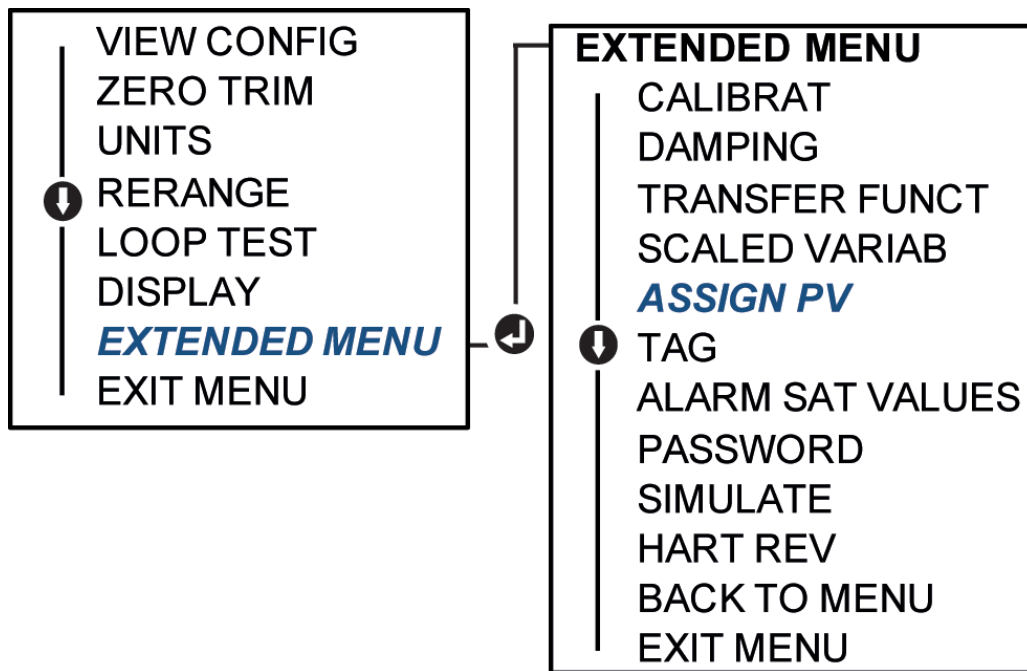 VIEW CONFIG
ZERO TRIM
UNITS
RERANGE
LOOP TEST
DISPLAY
EXTENDED MENU
EXIT MENU
EXTENDED MENU
CALIBRAT
DAMPING
TRANSFER FUNCT
SCALED VARIAB
ASSIGN PV
TAG
ALARM SAT VALUES
PASSWORD
SIMULATE
HART REV
BACK TO MENU
EXIT MENU